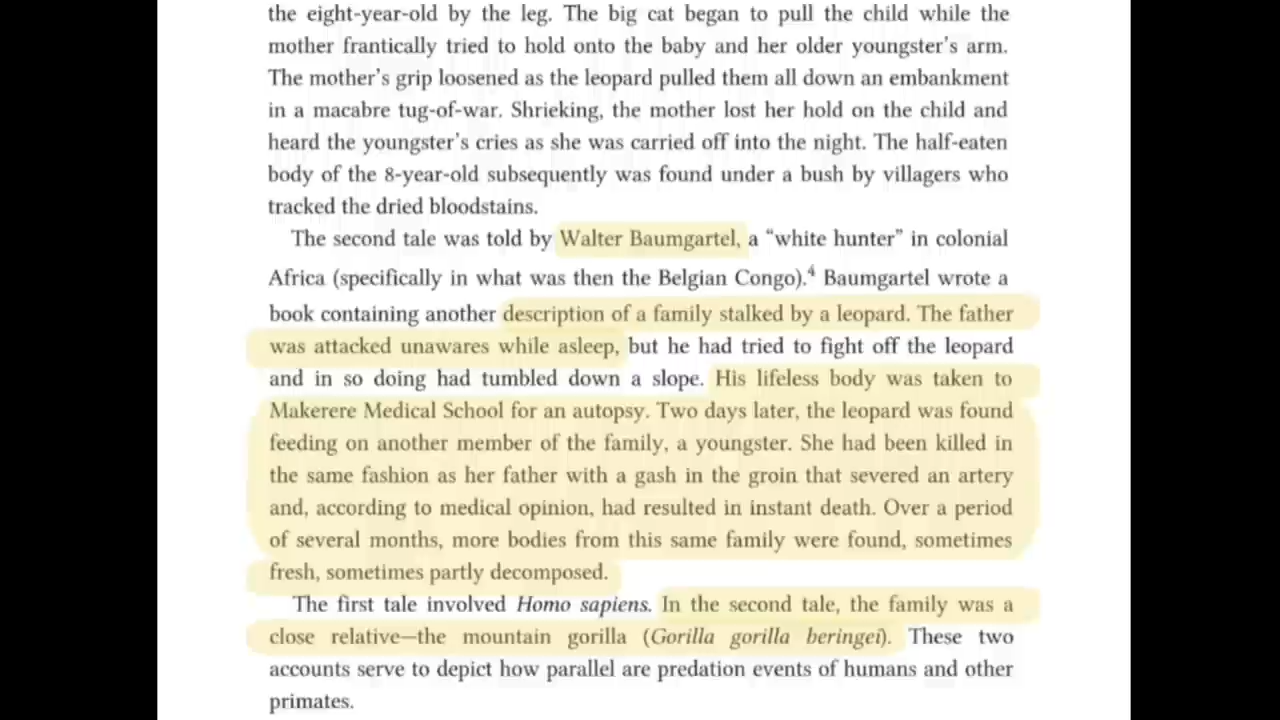 the eight-year-old by the leg. The big cat began to pull the child while the
mother frantically tried to hold onto the baby and her older youngster’s arm.
The mother’s grip loosened as the leopard pulled them all down an embankment
in a macabre tug-of-war. Shrieking, the mother lost her hold on the child and
heard the youngster’s cries as she was carried off into the night. The half-eaten
body of the 8-year-old subsequently was found under a bush by villagers who
tracked the dried bloodstains.
The second tale was told by Walter Baumgartel, a “white hunter” in colonial
Africa (specifically in what was then the Belgian Congo).⁴ Baumgartel wrote a
book containing another description of a family stalked by a leopard. The father
was attacked unawares while asleep, but he had tried to fight off the leopard
and in so doing had tumbled down a slope. His lifeless body was taken to
Makerere Medical School for an autopsy. Two days later, the leopard was found
feeding on another member of the family, a youngster. She had been killed in
the same fashion as her father with a gash in the groin that severed an artery
and, according to medical opinion, had resulted in instant death. Over a period
of several months, more bodies from this same family were found, sometimes
fresh, sometimes partly decomposed.
The first tale involved Homo sapiens. In the second tale, the family was a
close relative—the mountain gorilla (Gorilla gorilla beringei). These two
accounts serve to depict how parallel are predation events of humans and other
primates.